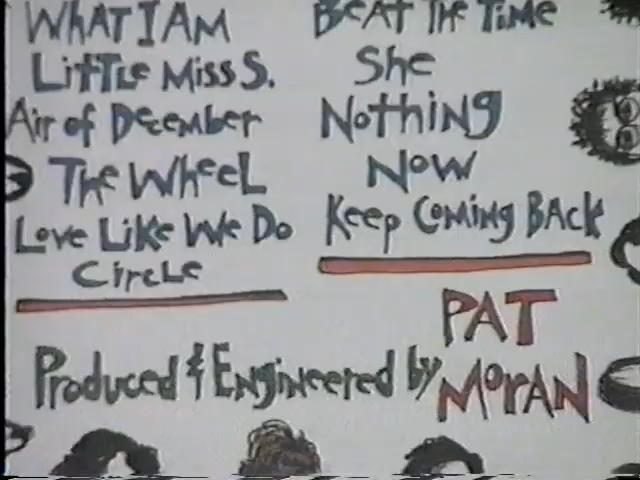 What I Am
Little Miss S.
Air of December
The Wheel
Love Like We Do
Circle
Beat The Time
She
Nothing
Now
Keep Coming Back
Produced & Engineered by
Pat
Moran